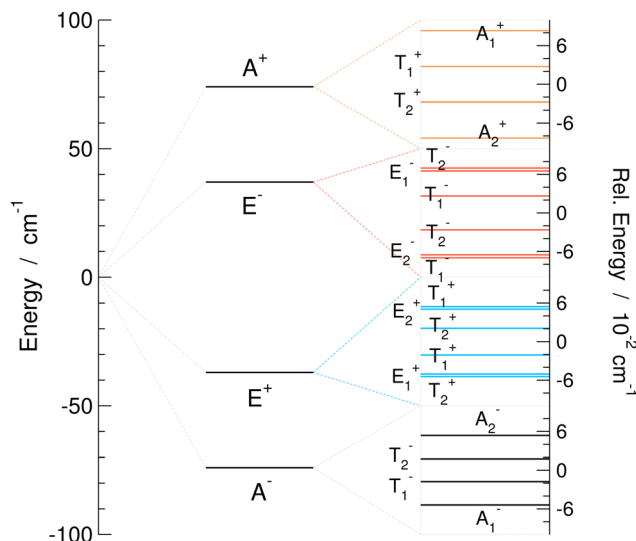 Energy / cm⁻¹
100
50
0
-50
-100
A⁺
E⁻
E⁺
A⁻
A₁⁺
T₁⁺
T₂⁺
A₂⁺
T₂⁻
E₁⁻
T₁⁻
T₂⁻
E₂⁻
T₁⁻
T₁⁺
E₂⁺
T₂⁺
T₁⁺
E₁⁺
T₂⁺
A₂⁻
T₂⁻
T₁⁻
A₁⁻
6
0
-6
6
0
-6
6
0
-6
6
0
-6
Rel. Energy / 10⁻² cm⁻¹